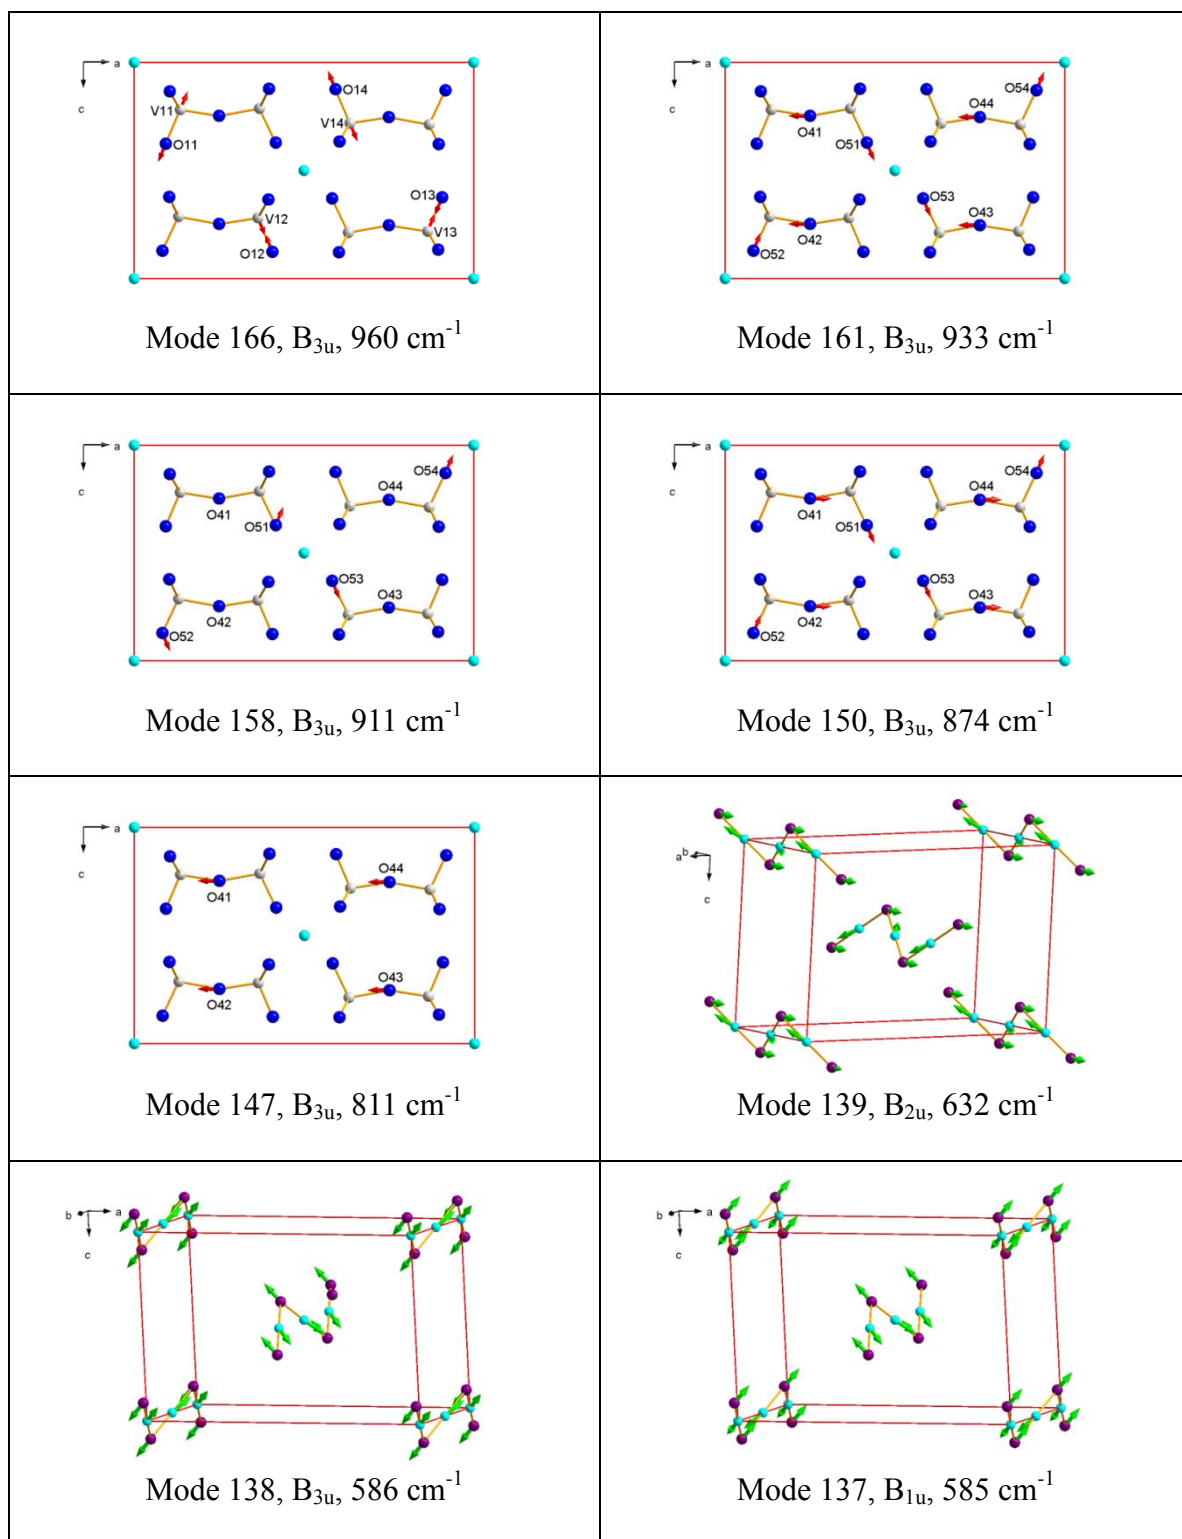 a
c
O14
V11
V14
O11
O13
V12
V13
O12
Mode 166, B3u, 960 cm-1
a
c
O54
O44
O41
O51
O53
O43
O42
O52
Mode 161, B3u, 933 cm-1
a
c
O54
O44
O41
O51
O53
O43
O42
O52
Mode 158, B3u, 911 cm-1
a
c
O54
O44
O41
O51
O53
O43
O42
O52
Mode 150, B3u, 874 cm-1
a
c
O44
O41
O43
O42
Mode 147, B3u, 811 cm-1
b
a
c
Mode 139, B2u, 632 cm-1
b
a
c
Mode 138, B3u, 586 cm-1
b
a
c
Mode 137, B1u, 585 cm-1